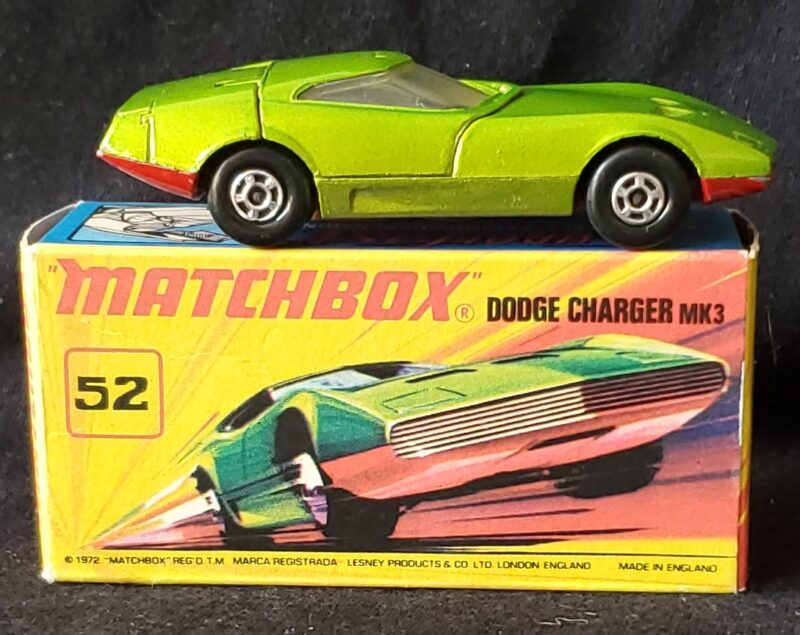 "MATCHBOX"® DODGE CHARGER MK3
52
© 1972 "MATCHBOX" REG'D T.M. MARCA REGISTRADA LESNEY PRODUCTS & CO. LTD. LONDON ENGLAND MADE IN ENGLAND